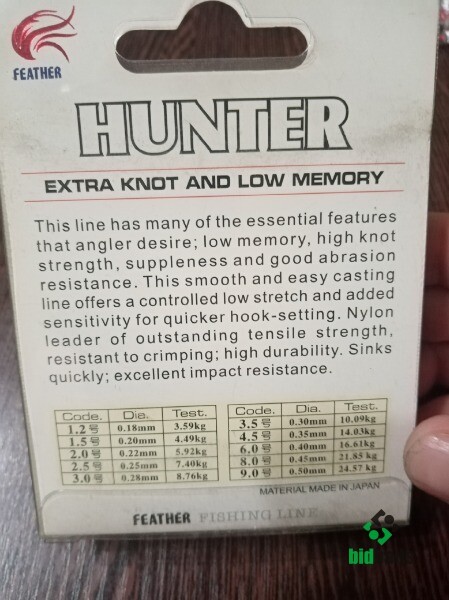 FEATHER
HUNTER
EXTRA KNOT AND LOW MEMORY
This line has many of the essential features
that angler desire; low memory, high knot
strength, suppleness and good abrasion
resistance. This smooth and easy casting
line offers a controlled low stretch and added
sensitivity for quicker hook-setting. Nylon
leader of outstanding tensile strength,
resistant to crimping; high durability. Sinks
quickly; excellent impact resistance.
Code. Dia. Test.
1.2号 0.18mm 3.59kg
1.5号 0.20mm 4.49kg
2.0号 0.22mm 5.92kg
2.5号 0.25mm 7.40kg
3.0号 0.28mm 8.76kg
Code. Dia. Test.
3.5号 0.30mm 10.09kg
4.5号 0.35mm 14.03kg
6.0号 0.40mm 16.61kg
8.0号 0.45mm 21.85 kg
9.0号 0.50mm 24.57 kg
MATERIAL MADE IN JAPAN
FEATHER FISHING LINE
bid